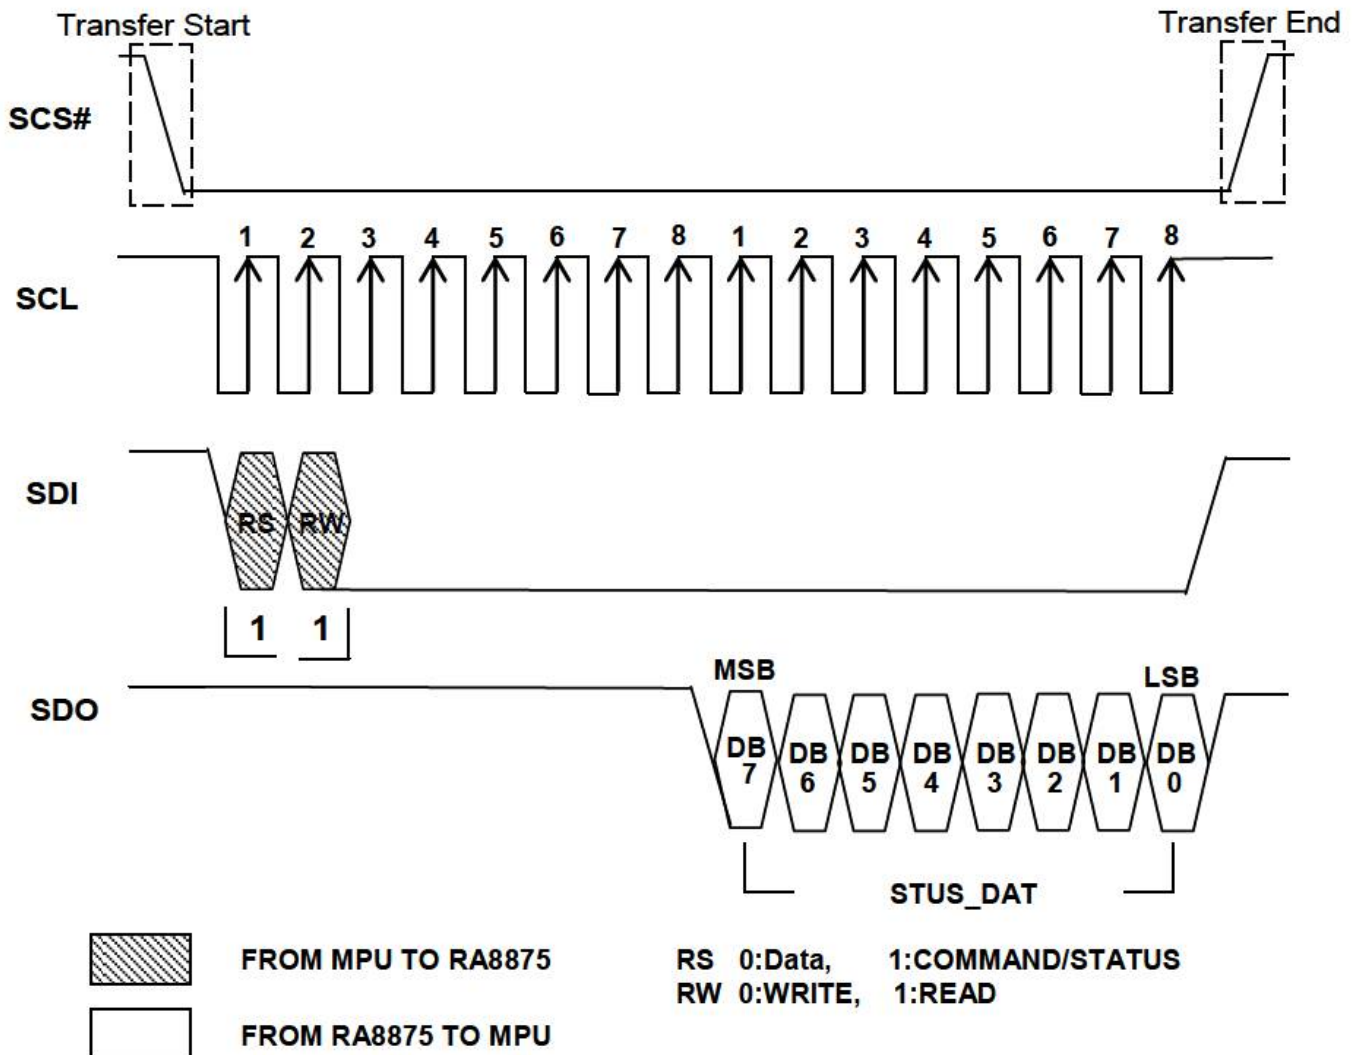 Transfer Start
Transfer End
SCS#
1 2 3 4 5 6 7 8 1 2 3 4 5 6 7 8
SCL
SDI
RS RW
1 1
MSB
LSB
SDO
DB DB DB DB DB DB DB DB
7 6 5 4 3 2 1 0
STUS_DAT
FROM MPU TO RA8875
RS 0:Data, 1:COMMAND/STATUS
RW 0:WRITE, 1:READ
FROM RA8875 TO MPU